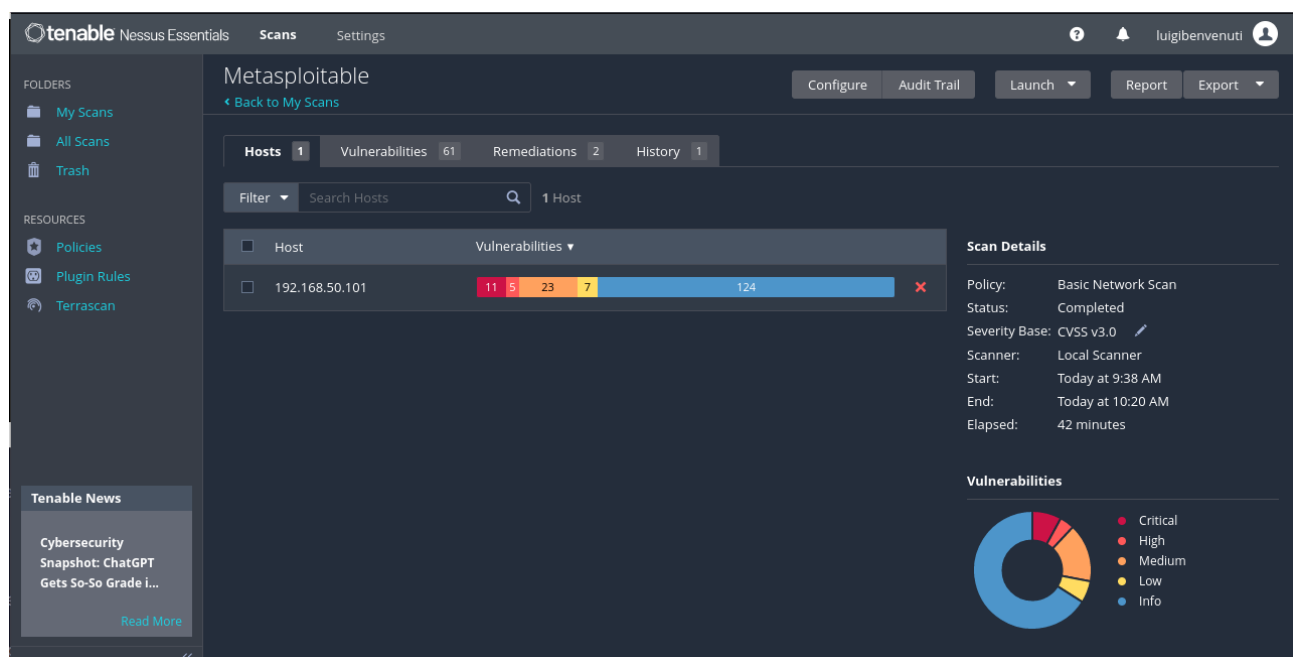 tenable Nessus Essentials Scans Settings luigibenvenuti
FOLDERS
My Scans
All Scans
Trash
RESOURCES
Policies
Plugin Rules
Terrascan
Tenable News
Cybersecurity
Snapshot: ChatGPT
Gets So-So Grade i...
Read More
Metasploitable
Back to My Scans
Configure Audit Trail Launch Report Export
Hosts 1 Vulnerabilities 61 Remediations 2 History 1
Filter Search Hosts 1 Host
Host Vulnerabilities
192.168.50.101 11 5 23 7 124
Scan Details
Policy: Basic Network Scan
Status: Completed
Severity Base: CVSS v3.0
Scanner: Local Scanner
Start: Today at 9:38 AM
End: Today at 10:20 AM
Elapsed: 42 minutes
Vulnerabilities
Critical
High
Medium
Low
Info